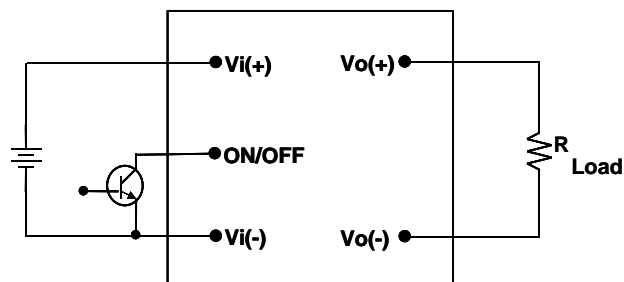 Vi(+)
Vo(+)
ON/OFF
R
Load
Vi(-)
Vo(-)